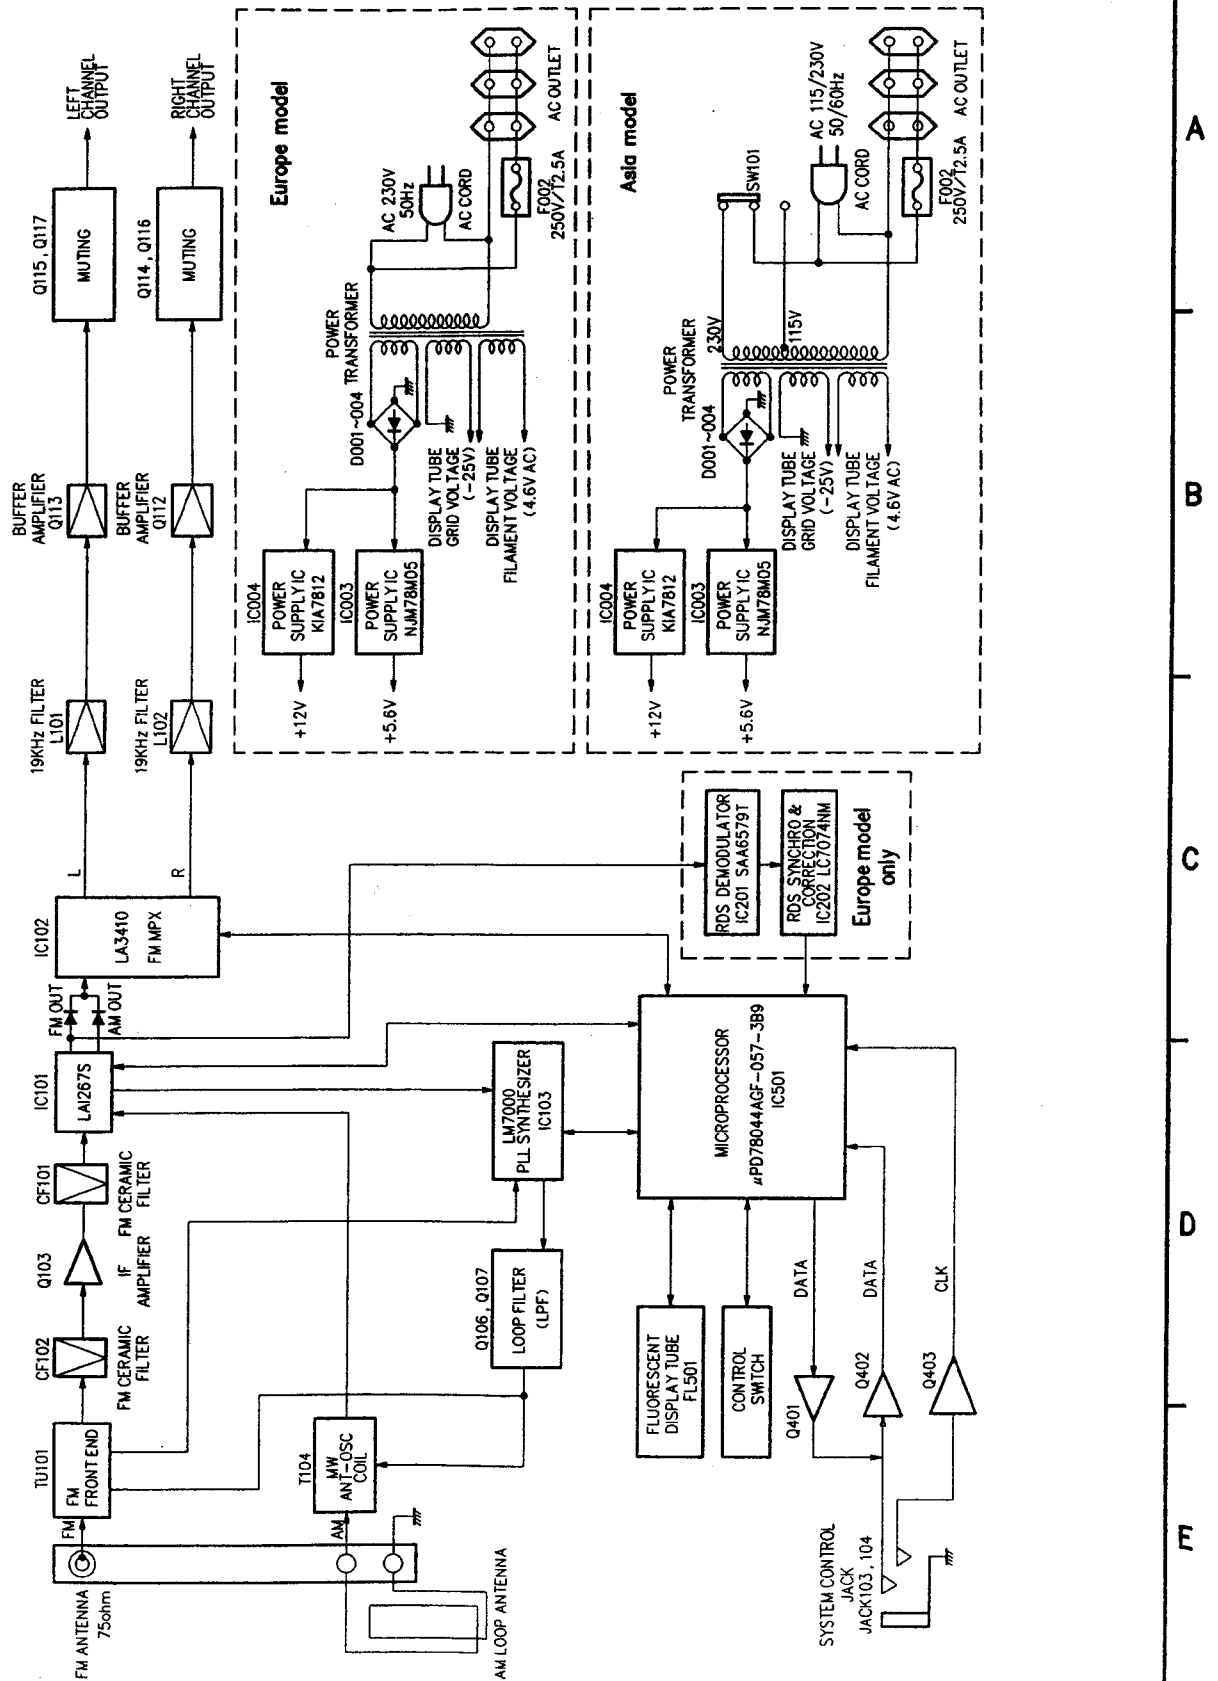 FM ANTENNA
75ohm
FM
TU101
FM
FRONT END
CF102
FM CERAMIC
FILTER
Q103
IF
AMPLIFIER
CF101
FM CERAMIC
FILTER
IC101
LA1267S
FM OUT
AM OUT
IC102
LA3410
FM MPX
L
R
19KHz FILTER
L101
19KHz FILTER
L102
BUFFER
AMPLIFIER
Q113
BUFFER
AMPLIFIER
Q112
Q115, Q117
MUTING
Q114, Q116
MUTING
LEFT
CHANNEL
OUTPUT
RIGHT
CHANNEL
OUTPUT
AM LOOP ANTENNA
AM
T104
MW
ANT-OSC
COIL
Q106, Q107
LOOP FILTER
(LPF)
LM7000
PLL SYNTHESIZER
IC103
MICROPROCESSOR
µPD78044AGF-057-3B9
IC501
RDS DEMODULATOR
IC201 SAA6579T
RDS SYNCHRO &
CORRECTION
IC202 LC7074NM
Europe model
only
FLUORESCENT
DISPLAY TUBE
FL501
CONTROL
SWITCH
DATA
DATA
CLK
Q401
Q402
Q403
SYSTEM CONTROL
JACK
JACK103, 104
Europe model
+12V
+5.6V
IC004
POWER
SUPPLY IC
KIA7812
IC003
POWER
SUPPLY IC
NJM78M05
D001~004
POWER
TRANSFORMER
DISPLAY TUBE
GRID VOLTAGE
(-25V)
DISPLAY TUBE
FILAMENT VOLTAGE
(4.6V AC)
AC 230V
50Hz
AC CORD
F002
250V/T2.5A
AC OUTLET
Asia model
+12V
+5.6V
IC004
POWER
SUPPLY IC
KIA7812
IC003
POWER
SUPPLY IC
NJM78M05
D001~004
POWER
TRANSFORMER
230V
115V
DISPLAY TUBE
GRID VOLTAGE
(-25V)
DISPLAY TUBE
FILAMENT VOLTAGE
(4.6V AC)
SW101
AC 115/230V
50/60Hz
AC CORD
F002
250V/T2.5A
AC OUTLET
A
B
C
D
E